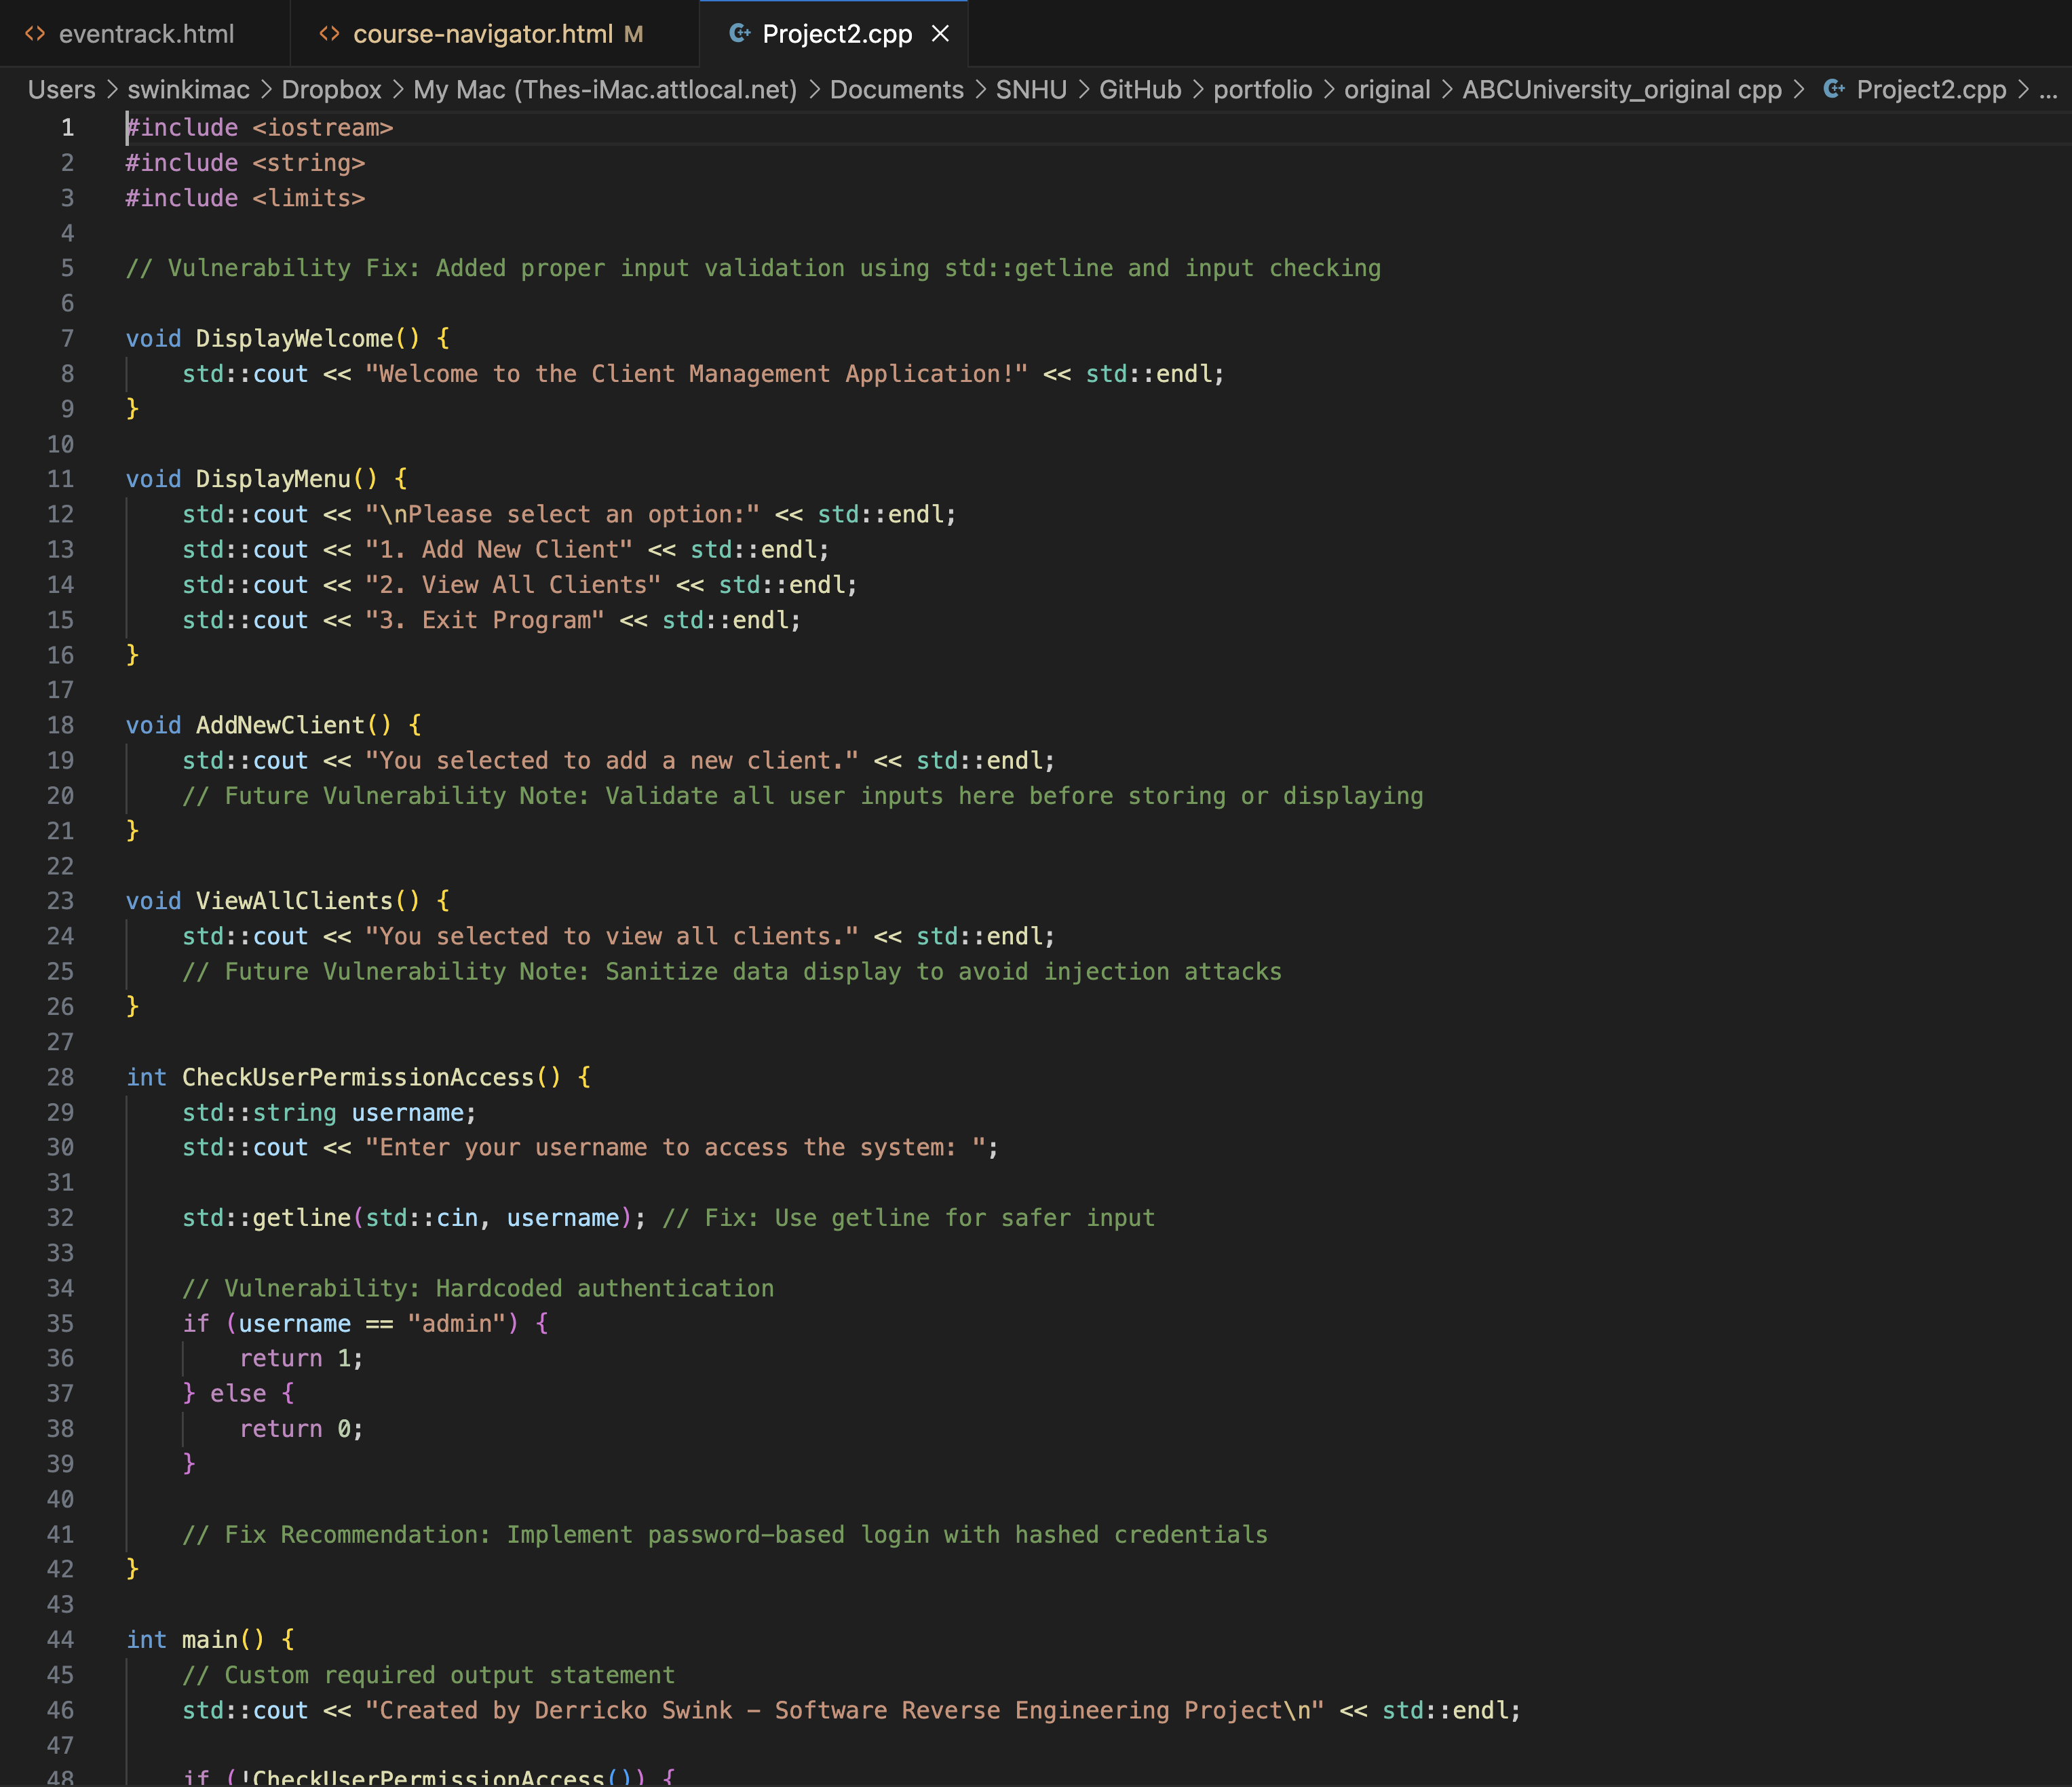 eventrack.html course-navigator.html M Project2.cpp
Users > swinkimac > Dropbox > My Mac (Thes-iMac.attlocal.net) > Documents > SNHU > GitHub > portfolio > original > ABCUniversity_original cpp > Project2.cpp > ...
1 #include <iostream>
2 #include <string>
3 #include <limits>
4
5 // Vulnerability Fix: Added proper input validation using std::getline and input checking
6
7 void DisplayWelcome() {
8     std::cout << "Welcome to the Client Management Application!" << std::endl;
9 }
10
11 void DisplayMenu() {
12     std::cout << "\nPlease select an option:" << std::endl;
13     std::cout << "1. Add New Client" << std::endl;
14     std::cout << "2. View All Clients" << std::endl;
15     std::cout << "3. Exit Program" << std::endl;
16 }
17
18 void AddNewClient() {
19     std::cout << "You selected to add a new client." << std::endl;
20     // Future Vulnerability Note: Validate all user inputs here before storing or displaying
21 }
22
23 void ViewAllClients() {
24     std::cout << "You selected to view all clients." << std::endl;
25     // Future Vulnerability Note: Sanitize data display to avoid injection attacks
26 }
27
28 int CheckUserPermissionAccess() {
29     std::string username;
30     std::cout << "Enter your username to access the system: ";
31
32     std::getline(std::cin, username); // Fix: Use getline for safer input
33
34     // Vulnerability: Hardcoded authentication
35     if (username == "admin") {
36         return 1;
37     } else {
38         return 0;
39     }
40
41     // Fix Recommendation: Implement password-based login with hashed credentials
42 }
43
44 int main() {
45     // Custom required output statement
46     std::cout << "Created by Derricko Swink – Software Reverse Engineering Project\n" << std::endl;
47
48     if (!CheckUserPermissionAccess()) {